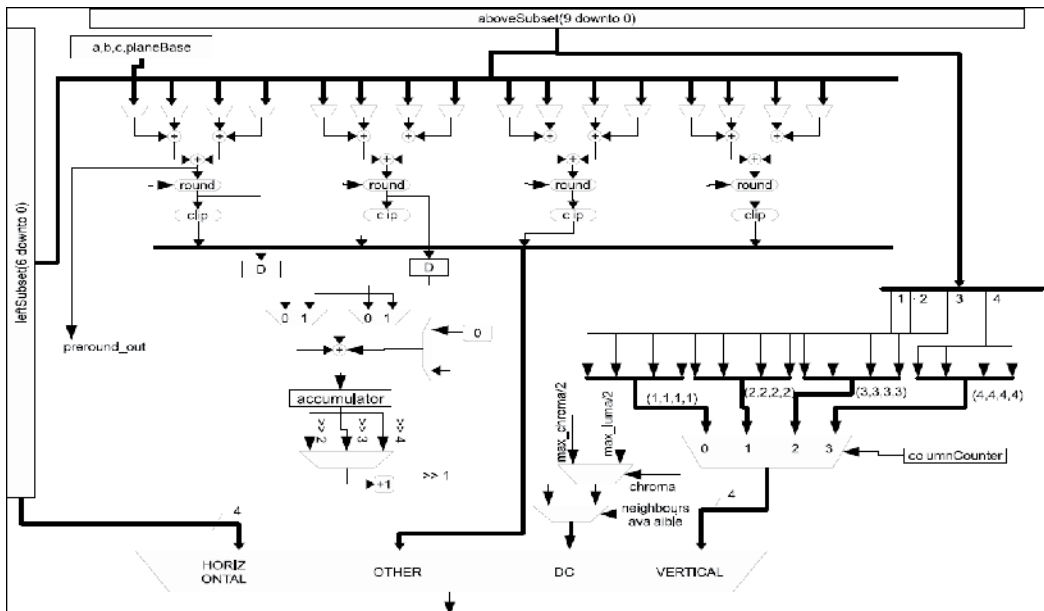 aboveSubset(9 downto 0)
a,b,c,planeBase
leftSubset(6 downto 0)
+ + + + + + + +
+ + + +
round round round round
clip clip clip clip
D D
1 2 3 4
0 1 0 1
0
preround_out
+
accumulator
>> 2 >> 3 >> 4
+1
>> 1
max_chroma/2
max_luma/2
(1,1,1,1) (2.2.2,2) (3,3.3.3) (4,4.4,4)
0 1 2 3
columnCounter
chroma
neighbours
ava aible
4
4
HORIZ
ONTAL
OTHER
DC
VERTICAL